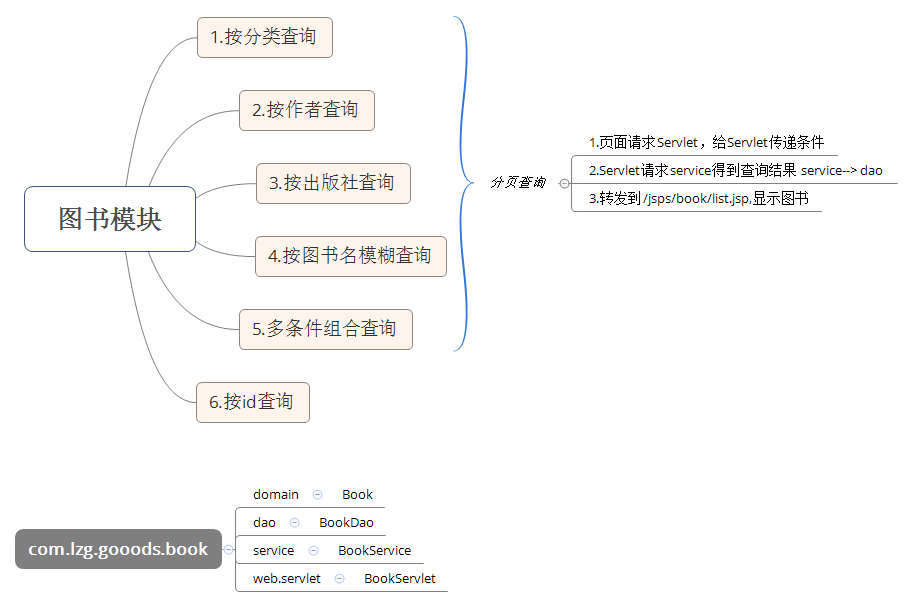 图书模块
1.按分类查询
2.按作者查询
3.按出版社查询
4.按图书名模糊查询
5.多条件组合查询
6.按id查询
分页查询
1.页面请求Servlet，给Servlet传递条件
2.Servlet请求service得到查询结果 service--> dao
3.转发到/jsps/book/list.jsp,显示图书
com.lzg.gooods.book
domain Book
dao BookDao
service BookService
web.servlet BookServlet